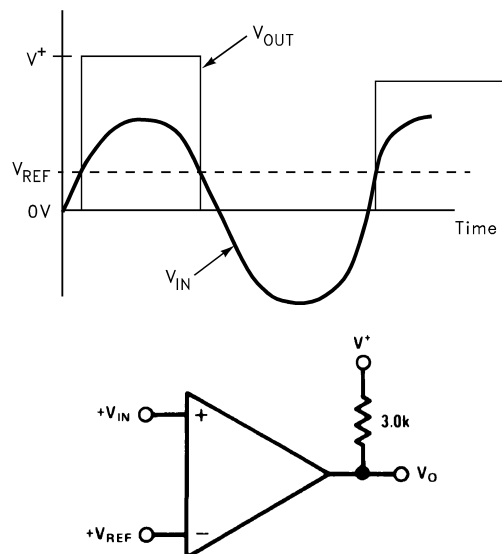 V+
VOUT
VREF
0V
Time
VIN
V+
3.0k
+VIN
+
VO
+VREF
−